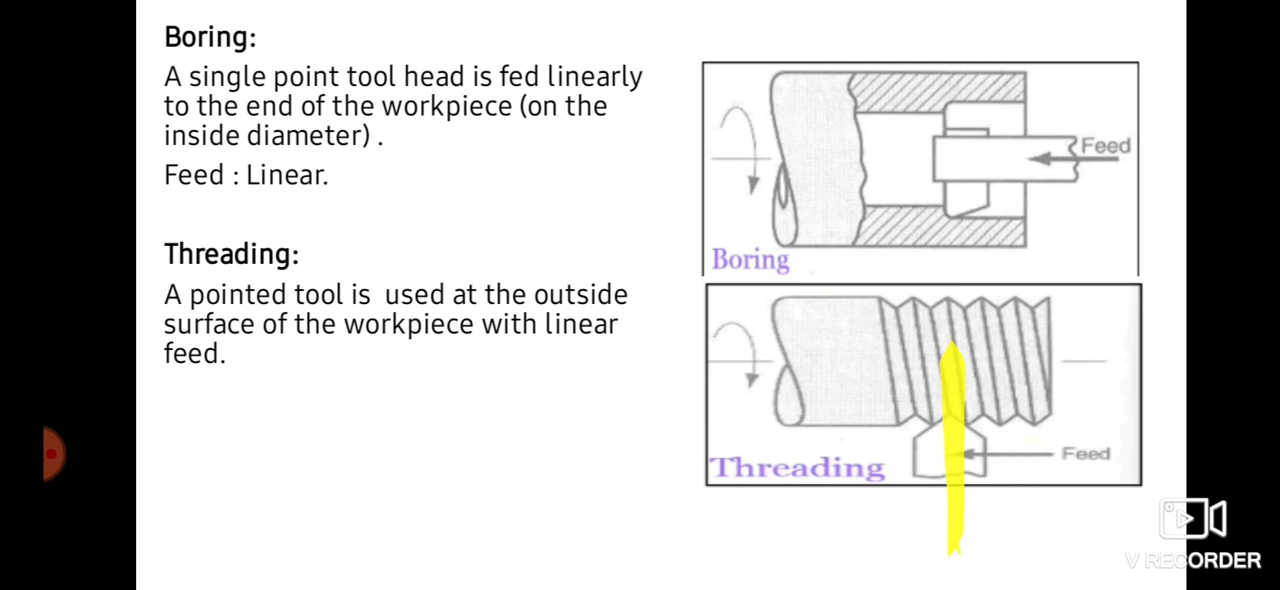 Boring:
A single point tool head is fed linearly
to the end of the workpiece (on the
inside diameter) .
Feed : Linear.
Threading:
A pointed tool is used at the outside
surface of the workpiece with linear
feed.
Feed
Boring
Feed
Threading
V RECORDER